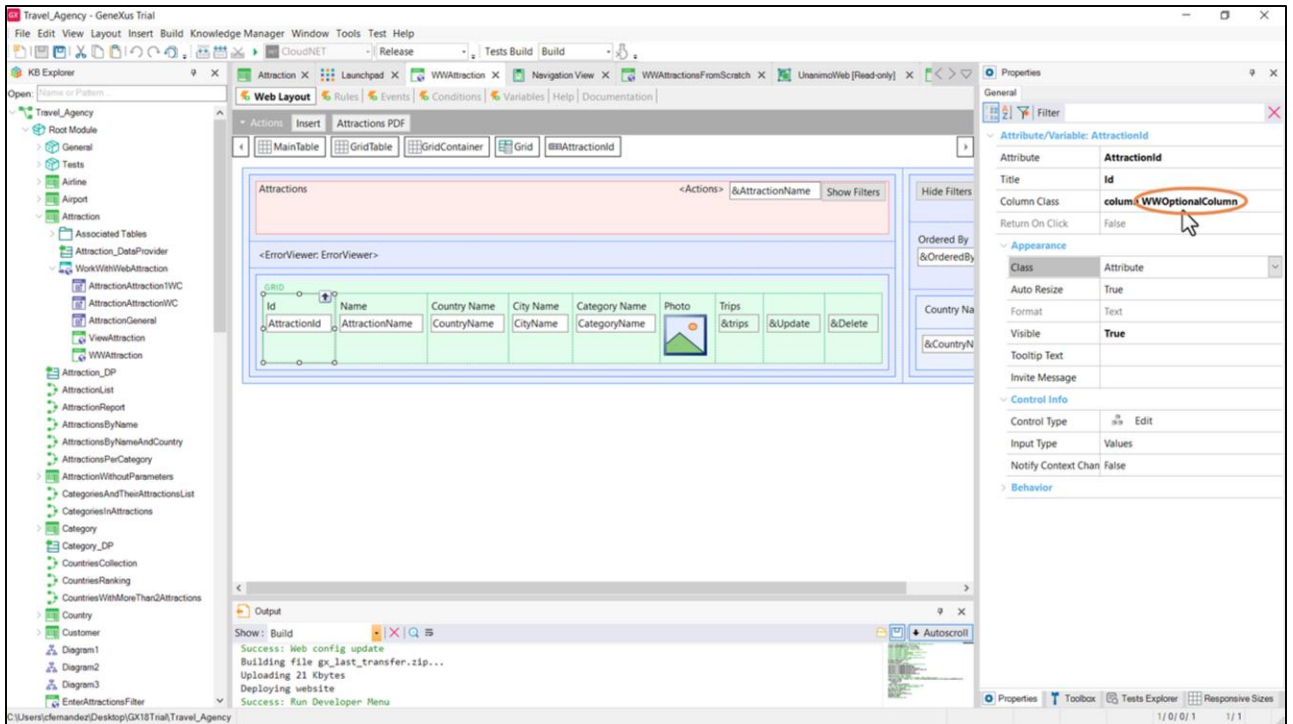 GX Travel_Agency - GeneXus Trial
File Edit View Layout Insert Build Knowledge Manager Window Tools Test Help
CloudNET Release Tests Build Build
KB Explorer
Open: Name or Pattern
Travel_Agency
Root Module
General
Tests
Airline
Airport
Attraction
Associated Tables
Attraction_DataProvider
WorkWithWebAttraction
AttractionAttraction1WC
AttractionAttractionWC
AttractionGeneral
ViewAttraction
WWAttraction
Attraction_DP
AttractionList
AttractionReport
AttractionsByName
AttractionsByNameAndCountry
AttractionsPerCategory
AttractionWithoutParameters
CategoriesAndTheirAttractionsList
CategoriesInAttractions
Category
Category_DP
CountriesCollection
CountriesRanking
CountriesWithMoreThan2Attractions
Country
Customer
Diagram1
Diagram2
Diagram3
EnterAttractionsFilter
Attraction X Launchpad X WWAttraction X Navigation View X WWAttractionsFromScratch X UnanimoWeb [Read-only] X
Web Layout Rules Events Conditions Variables Help Documentation
Actions Insert Attractions PDF
MainTable GridTable GridContainer Grid AttractionId
Attractions <Actions> &AttractionName Show Filters Hide Filters
<ErrorViewer: ErrorViewer>
Ordered By
&OrderedBy
GRID
Id Name Country Name City Name Category Name Photo Trips
AttractionId AttractionName CountryName CityName CategoryName &trips &Update &Delete
Country Na
&CountryN
Output
Show: Build Autoscroll
Success: Web config update
Building file gx_last_transfer.zip...
Uploading 21 Kbytes
Deploying website
Success: Run Developer Menu
Properties
General
Filter
Attribute/Variable: AttractionId
Attribute AttractionId
Title Id
Column Class column WWOptionalColumn
Return On Click False
Appearance
Class Attribute
Auto Resize True
Format Text
Visible True
Tooltip Text
Invite Message
Control Info
Control Type Edit
Input Type Values
Notify Context Chan False
Behavior
Properties Toolbox Tests Explorer Responsive Sizes
C:\Users\cfernandez\Desktop\GX18Trial\Travel_Agency 1/0/0/1 1/1